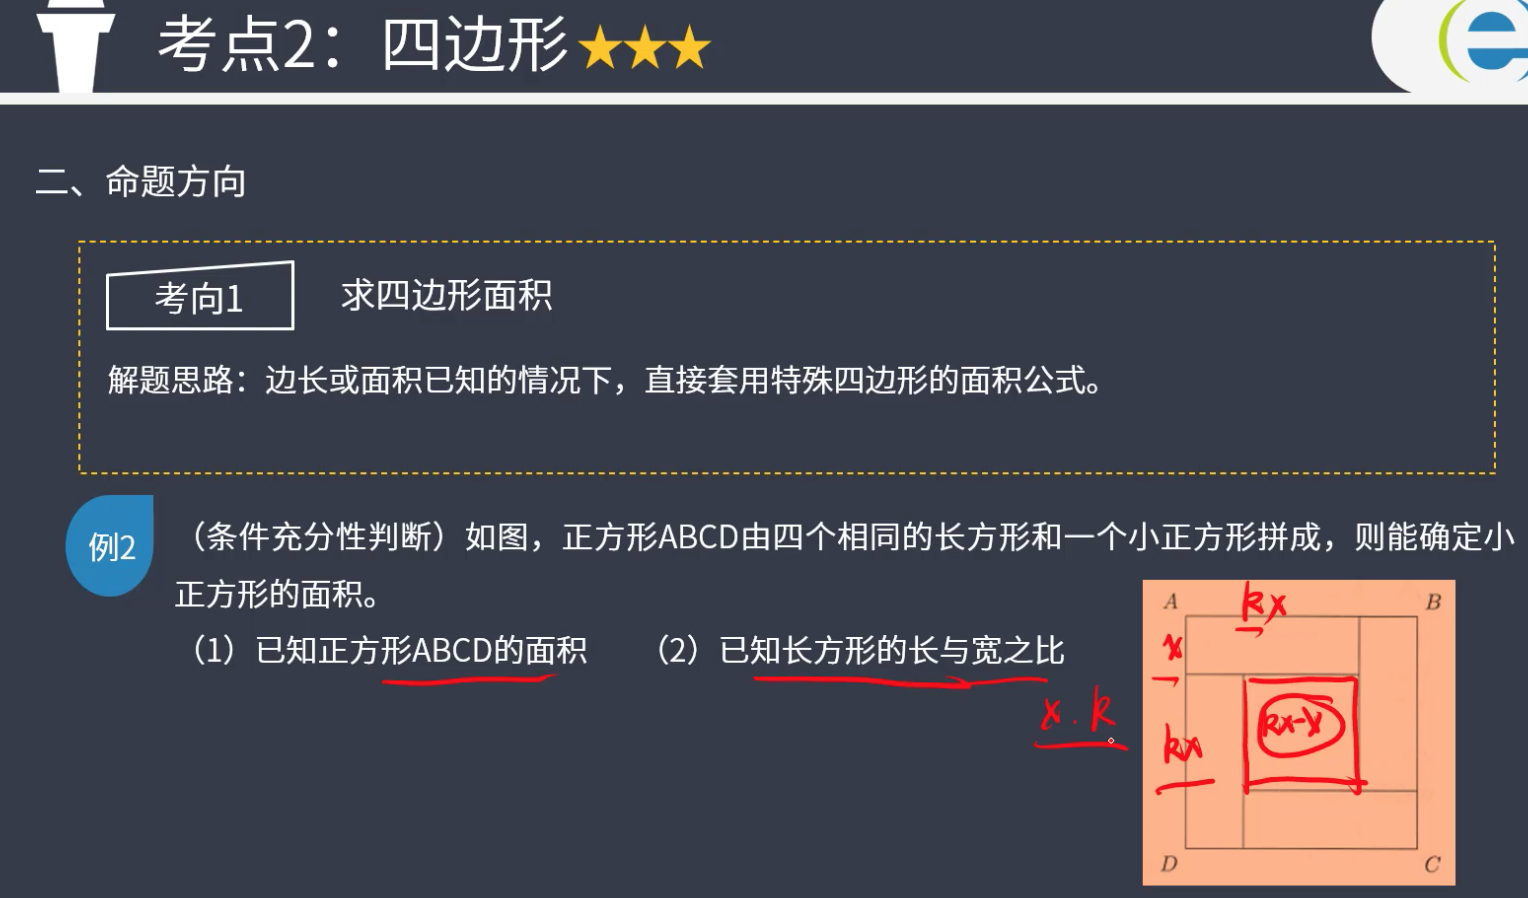 考点2：四边形★★★
e
二、命题方向
考向1
求四边形面积
解题思路：边长或面积已知的情况下，直接套用特殊四边形的面积公式。
例2
（条件充分性判断）如图，正方形ABCD由四个相同的长方形和一个小正方形拼成，则能确定小
正方形的面积。
（1）已知正方形ABCD的面积 （2）已知长方形的长与宽之比
A kx B
x
x . k
kx-x
kx
D C